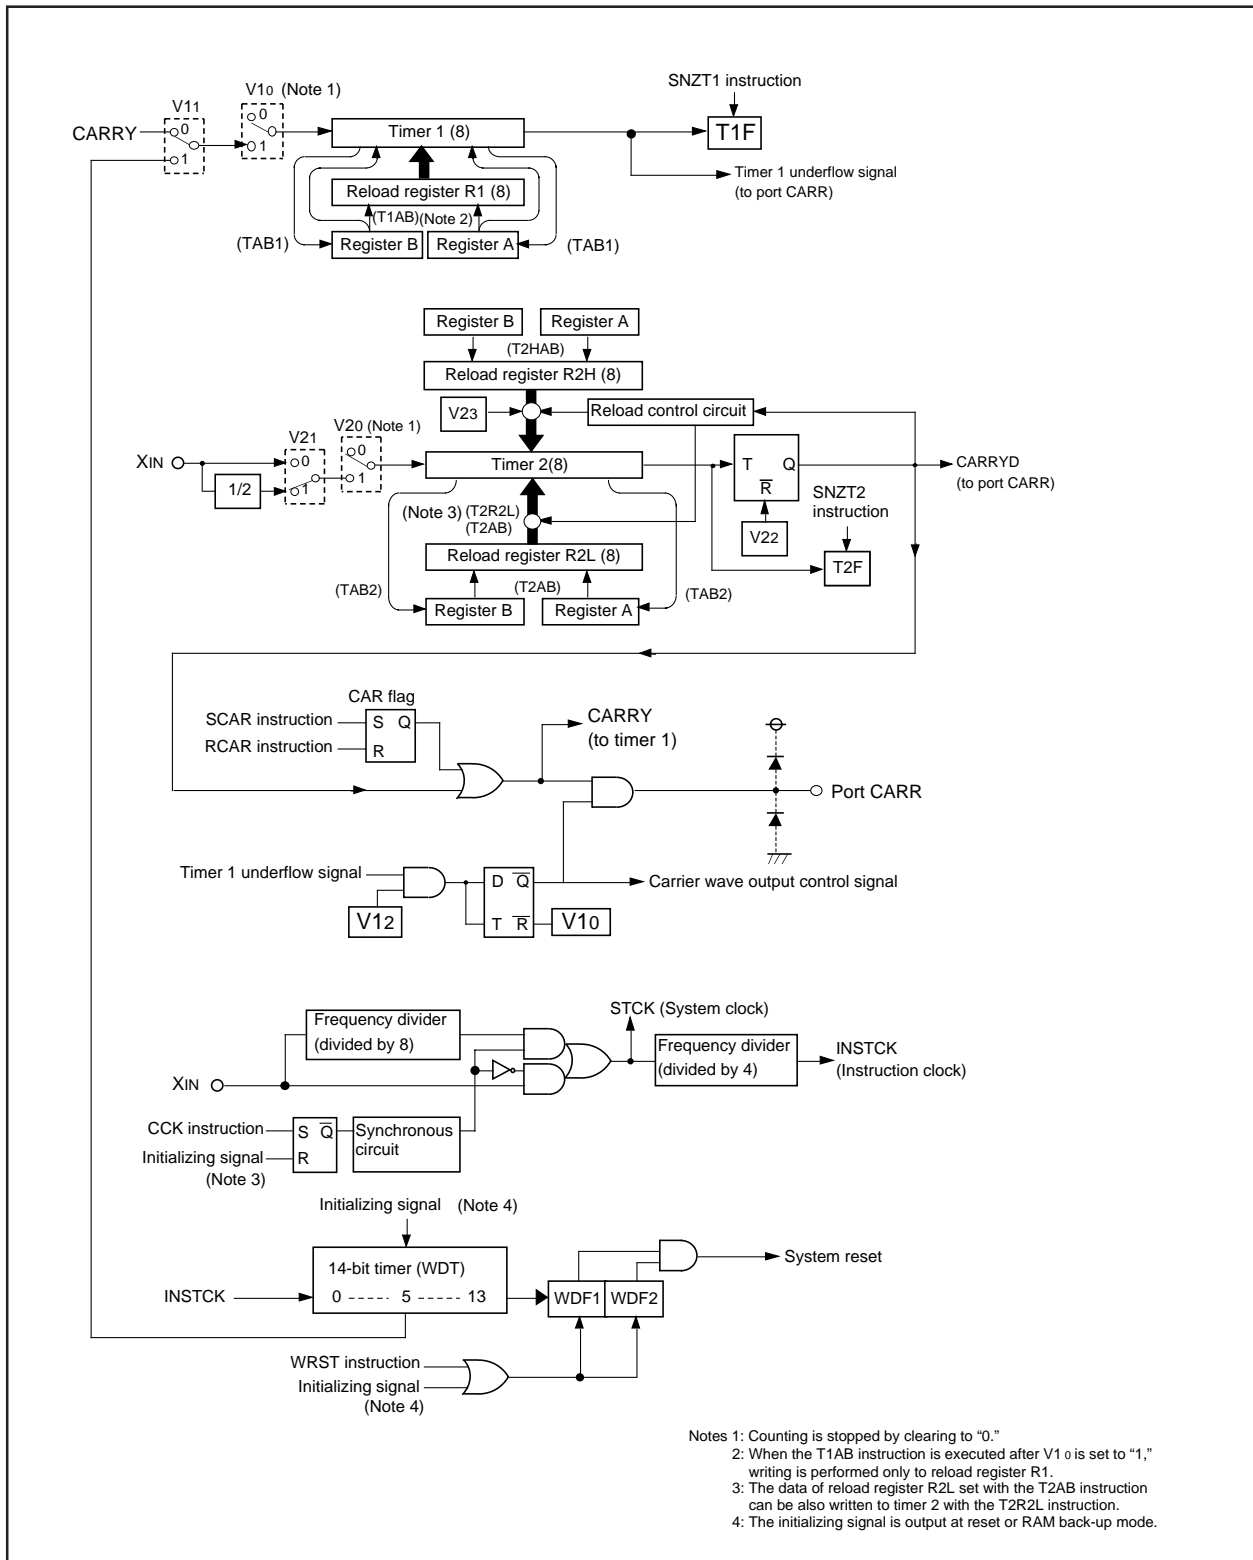 SNZT1 instruction
V11
V10 (Note 1)
CARRY
0
1
0
1
Timer 1 (8)
T1F
Timer 1 underflow signal
(to port CARR)
Reload register R1 (8)
(T1AB) (Note 2)
(TAB1)
Register B
Register A
(TAB1)
Register B
Register A
(T2HAB)
Reload register R2H (8)
V23
Reload control circuit
V21
V20 (Note 1)
XIN
0
1
0
1
1/2
Timer 2(8)
T
Q
R
CARRYD
(to port CARR)
SNZT2
instruction
(Note 3)
(T2R2L)
(T2AB)
V22
T2F
Reload register R2L (8)
(TAB2)
(T2AB)
(TAB2)
Register B
Register A
CAR flag
SCAR instruction
S Q
RCAR instruction
R
CARRY
(to timer 1)
Port CARR
Timer 1 underflow signal
V12
D Q
T R
V10
Carrier wave output control signal
STCK (System clock)
Frequency divider
(divided by 8)
Frequency divider
(divided by 4)
INSTCK
(Instruction clock)
XIN
CCK instruction
S Q
Initializing signal
R
(Note 3)
Synchronous
circuit
Initializing signal (Note 4)
14-bit timer (WDT)
INSTCK
0 ----- 5 ----- 13
WDF1
WDF2
System reset
WRST instruction
Initializing signal
(Note 4)
Notes 1: Counting is stopped by clearing to “0.”
2: When the T1AB instruction is executed after V10 is set to “1,”
writing is performed only to reload register R1.
3: The data of reload register R2L set with the T2AB instruction
can be also written to timer 2 with the T2R2L instruction.
4: The initializing signal is output at reset or RAM back-up mode.